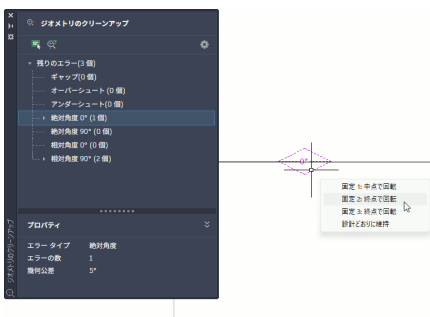 ジオメトリのクリーンアップ
残りのエラー(3 個)
ギャップ(0 個)
オーバーシュート (0 個)
アンダーシュート(0 個)
絶対角度 0° (1 個)
絶対角度 90° (0 個)
相対角度 0° (0 個)
相対角度 90° (2 個)
0°
固定 1: 中点で回転
固定 2: 終点で回転
固定 3: 終点で回転
設計どおりに維持
プロパティ
エラー タイプ 絶対角度
エラーの数 1
幾何公差 5°
ジオメトリのクリーンアップ